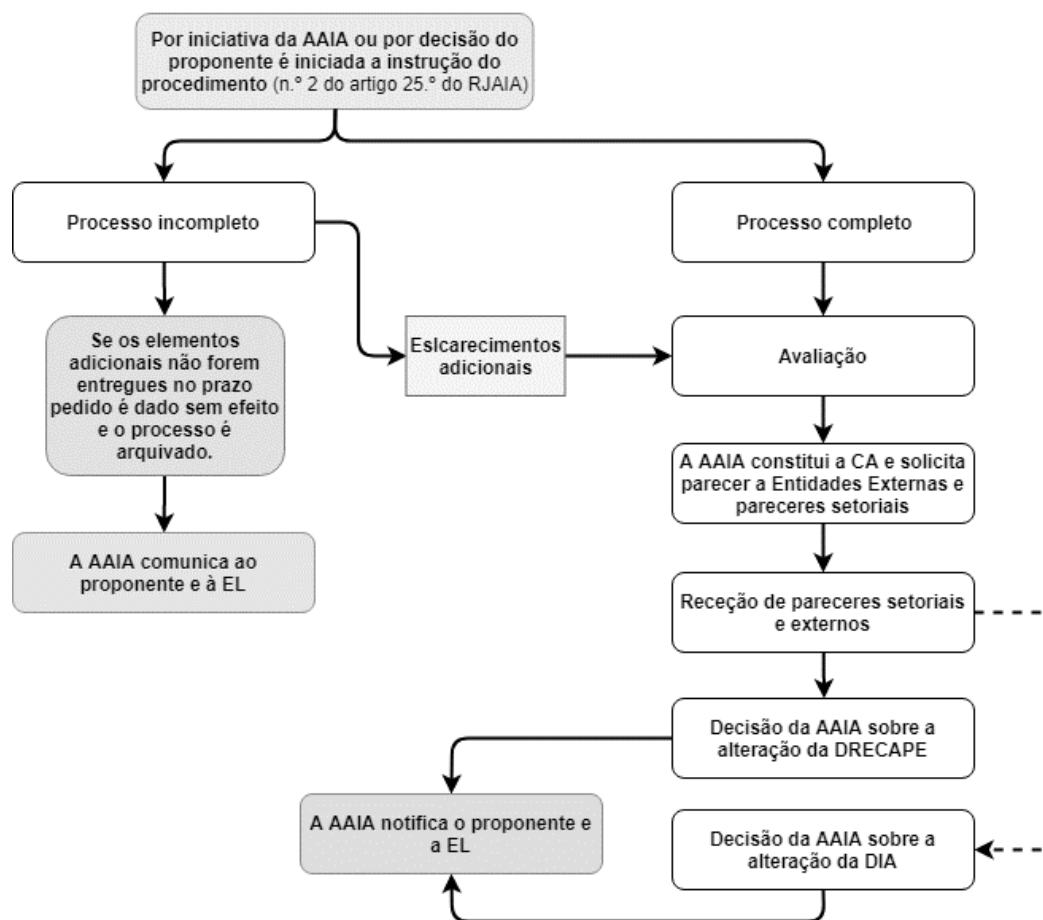 Por iniciativa da AAIA ou por decisão do
proponente é iniciada a instrução do
procedimento (n.º 2 do artigo 25.º do RJAIA)
Processo incompleto
Processo completo
Se os elementos
adicionais não forem
entregues no prazo
pedido é dado sem efeito
e o processo é
arquivado.
Eslcarecimentos
adicionais
Avaliação
A AAIA constitui a CA e solicita
parecer a Entidades Externas e
pareceres setoriais
A AAIA comunica ao
proponente e à EL
Receção de pareceres setoriais
e externos
Decisão da AAIA sobre a
alteração da DRECAPE
A AAIA notifica o proponente e
a EL
Decisão da AAIA sobre a
alteração da DIA